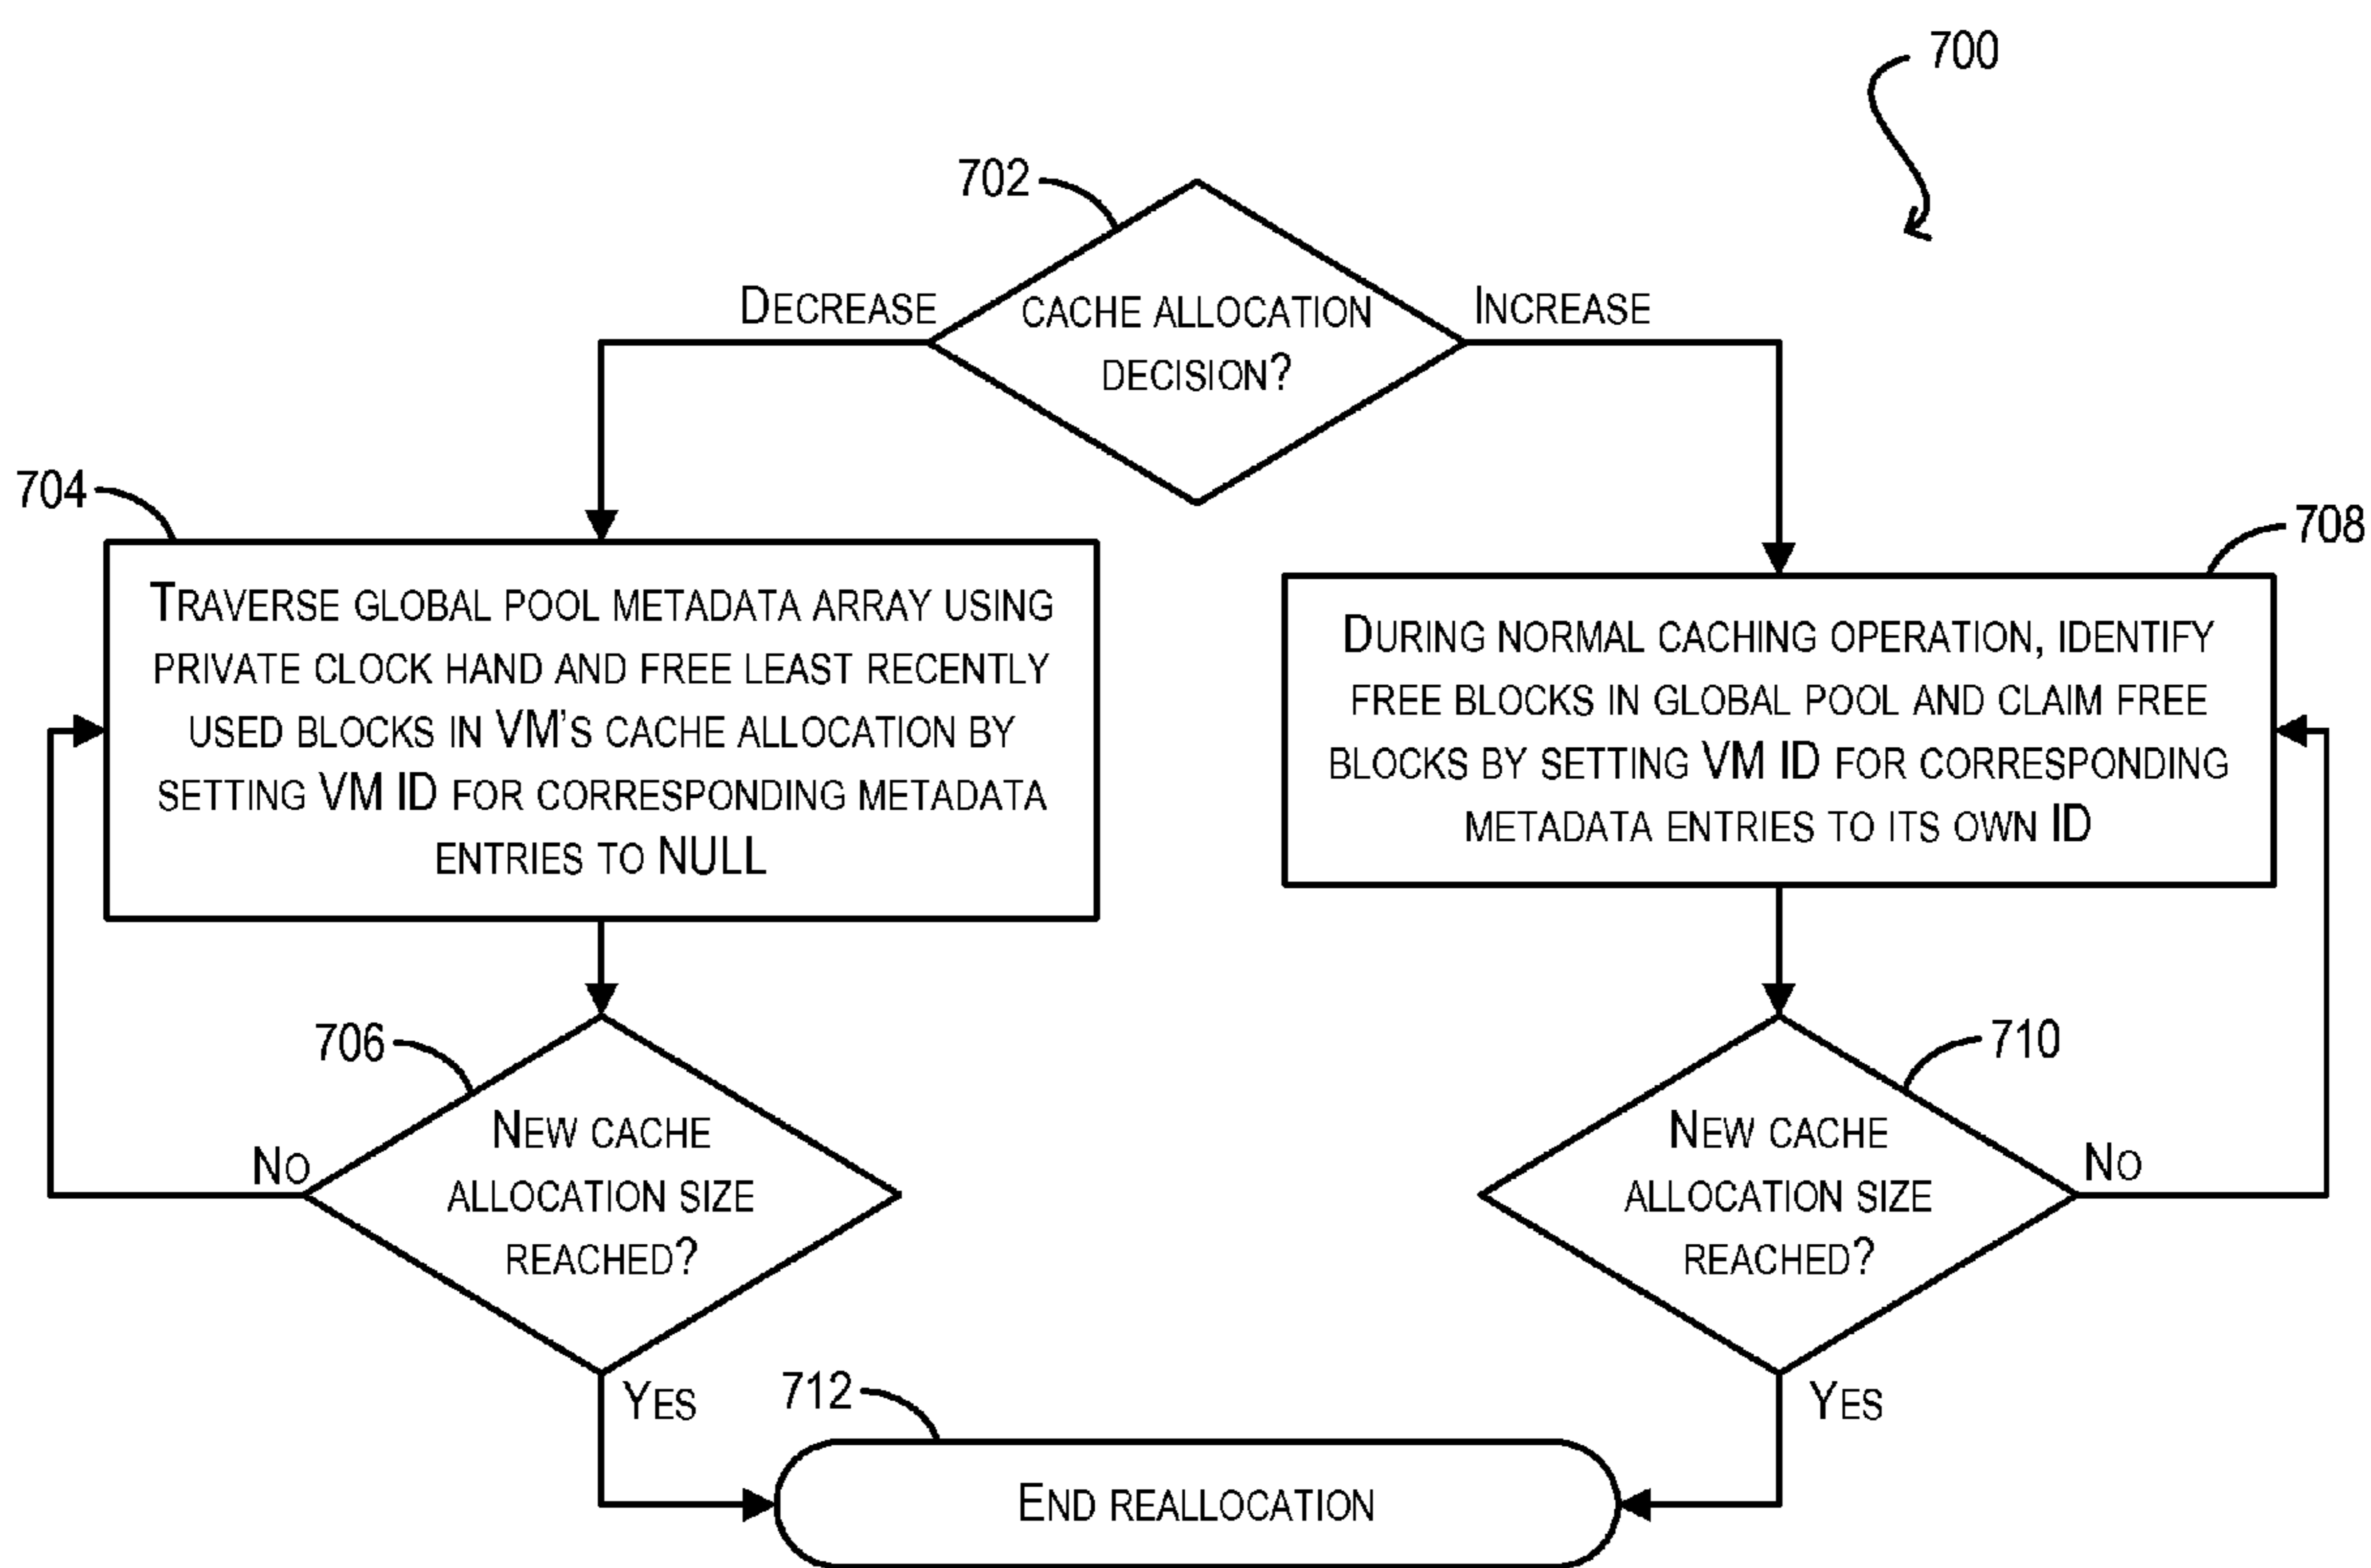 700
702
DECREASE
CACHE ALLOCATION
DECISION?
INCREASE
704
TRAVERSE GLOBAL POOL METADATA ARRAY USING
PRIVATE CLOCK HAND AND FREE LEAST RECENTLY
USED BLOCKS IN VM'S CACHE ALLOCATION BY
SETTING VM ID FOR CORRESPONDING METADATA
ENTRIES TO NULL
708
DURING NORMAL CACHING OPERATION, IDENTIFY
FREE BLOCKS IN GLOBAL POOL AND CLAIM FREE
BLOCKS BY SETTING VM ID FOR CORRESPONDING
METADATA ENTRIES TO ITS OWN ID
706
NEW CACHE
ALLOCATION SIZE
REACHED?
NO
YES
710
NEW CACHE
ALLOCATION SIZE
REACHED?
NO
YES
712
END REALLOCATION